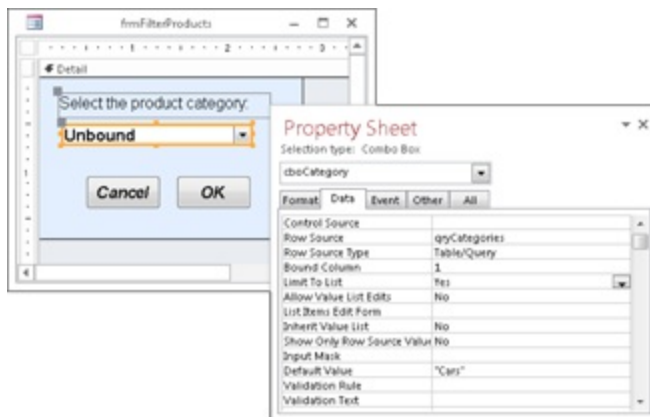 frmFilterProducts
Detail
Select the product category:
Unbound
Cancel OK
Property Sheet
Selection type: Combo Box
cboCategory
Format Data Event Other All
Control Source
Row Source qryCategories
Row Source Type Table/Query
Bound Column 1
Limit To List Yes
Allow Value List Edits No
List Items Edit Form
Inherit Value List No
Show Only Row Source Value No
Input Mask
Default Value "Cars"
Validation Rule
Validation Text